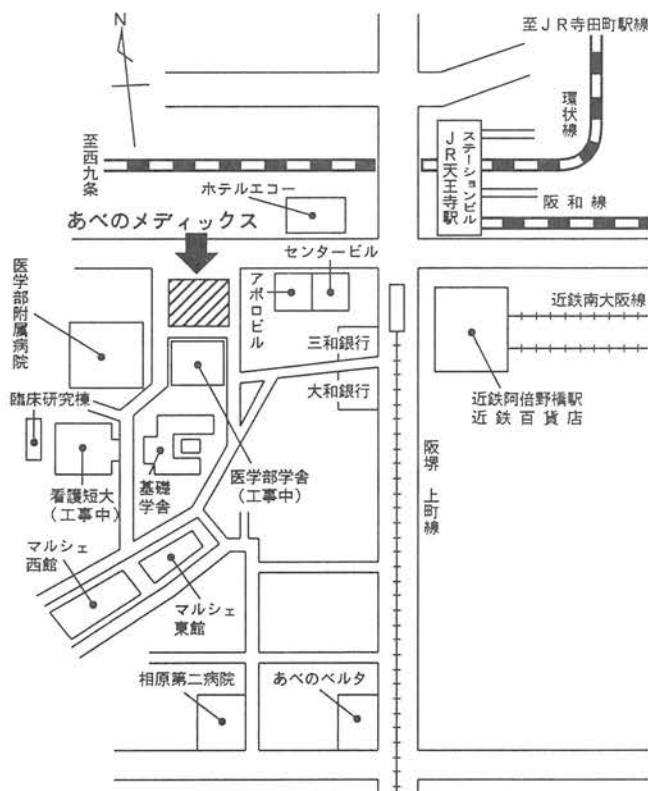 N
至JR寺田町駅線
環状線
ステーションビル
JR天王寺駅
至西九条
ホテルエコー
阪和線
あべのメディックス
センタービル
アポロビル
医学部附属病院
近鉄南大阪線
三和銀行
大和銀行
臨床研究棟
近鉄阿倍野橋駅
近鉄百貨店
阪堺 上町線
看護短大
（工事中）
基礎
学舎
医学部学舎
（工事中）
マルシェ
西館
マルシェ
東館
相原第二病院
あべのベルタ